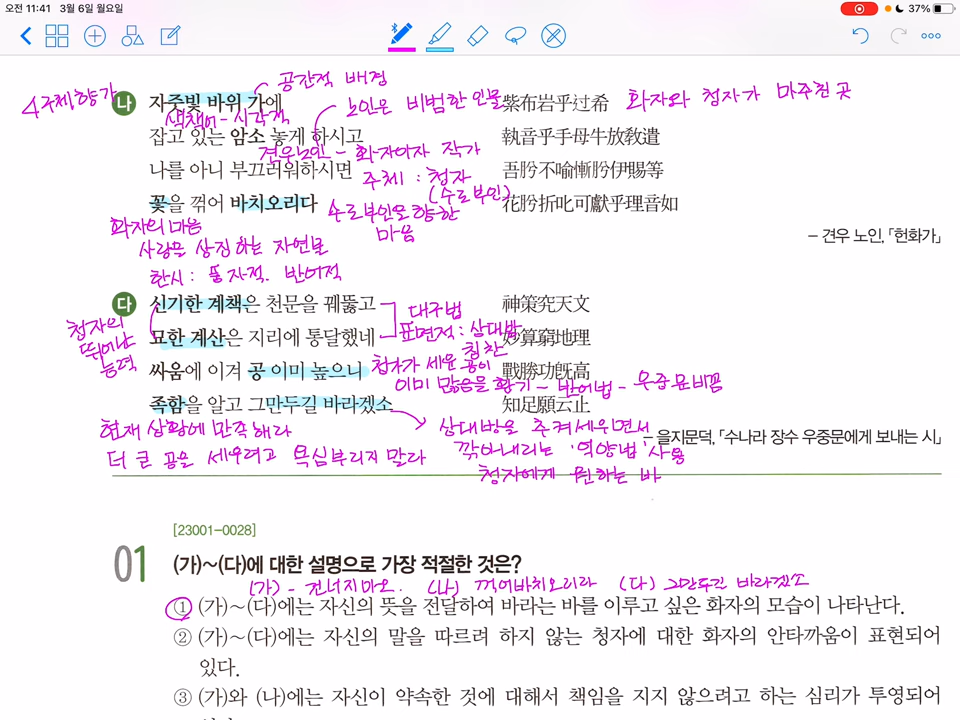 오전 11:41 3월 6일 월요일
37%
공간적 배경
4구체 향가
나 자줏빛 바위 가에
紫布岩乎过希
화자와 청자가 마주친 곳
노인은 비범한 인물
색채어 - 시각적
잡고 있는 암소 놓게 하시고
執音乎手母牛放敎遣
견우노인 - 화자이자 작가
나를 아니 부끄러워하시면
吾肹不喩慚肹伊賜等
주체 : 청자
(수로부인)
꽃을 꺾어 바치오리다
花肹折叱可獻乎理音如
수로부인을 향한
마음
화자의 마음
사랑을 상징하는 자연물
- 견우 노인, 「헌화가」
한시 : 풍자적. 반어적
다 신기한 계책은 천문을 꿰뚫고
神策究天文
대구법
청자의
뛰어난
능력
묘한 계산은 지리에 통달했네
妙算窮地理
표면적 : 상대방
칭찬
싸움에 이겨 공 이미 높으니
戰勝功旣高
청자가 세운 공이
이미 많음을 환기 - 반어법 - 우중문 비꼼
족함을 알고 그만두길 바라겠소
知足願云止
현재 상황에 만족해라
더 큰 공을 세우려고 욕심부리지 말라
상대방을 추켜세우면서
- 을지문덕, 「수나라 장수 우중문에게 보내는 시」
깎아내리는 '억양법' 사용
청자에게 원하는 바
[23001-0028]
01 (가)~(다)에 대한 설명으로 가장 적절한 것은?
(가) - 건너지마오. (나) 꺾어바치오리라 (다) 그만두길 바라겠소
① (가)~(다)에는 자신의 뜻을 전달하여 바라는 바를 이루고 싶은 화자의 모습이 나타난다.
② (가)~(다)에는 자신의 말을 따르려 하지 않는 청자에 대한 화자의 안타까움이 표현되어
있다.
③ (가)와 (나)에는 자신이 약속한 것에 대해서 책임을 지지 않으려고 하는 심리가 투영되어